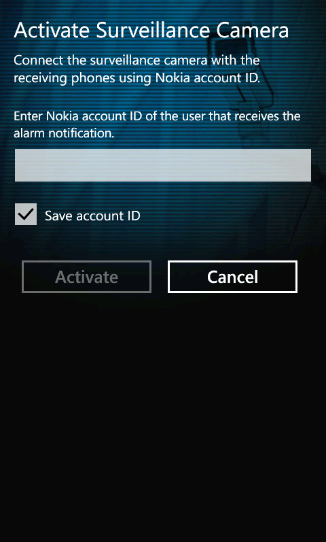 Activate Surveillance Camera
Connect the surveillance camera with the
receiving phones using Nokia account ID.
Enter Nokia account ID of the user that receives the
alarm notification.
Save account ID
Activate
Cancel